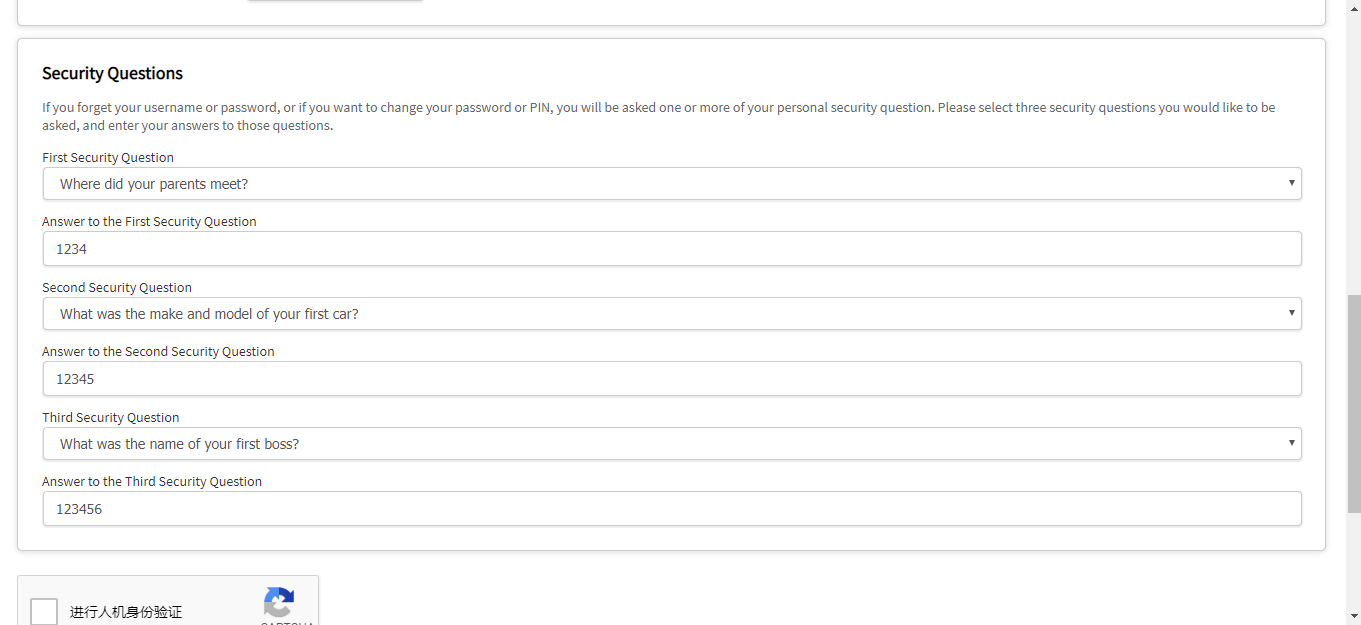 Security Questions
If you forget your username or password, or if you want to change your password or PIN, you will be asked one or more of your personal security question. Please select three security questions you would like to be
asked, and enter your answers to those questions.
First Security Question
Where did your parents meet?
Answer to the First Security Question
1234
Second Security Question
What was the make and model of your first car?
Answer to the Second Security Question
12345
Third Security Question
What was the name of your first boss?
Answer to the Third Security Question
123456
进行人机身份验证